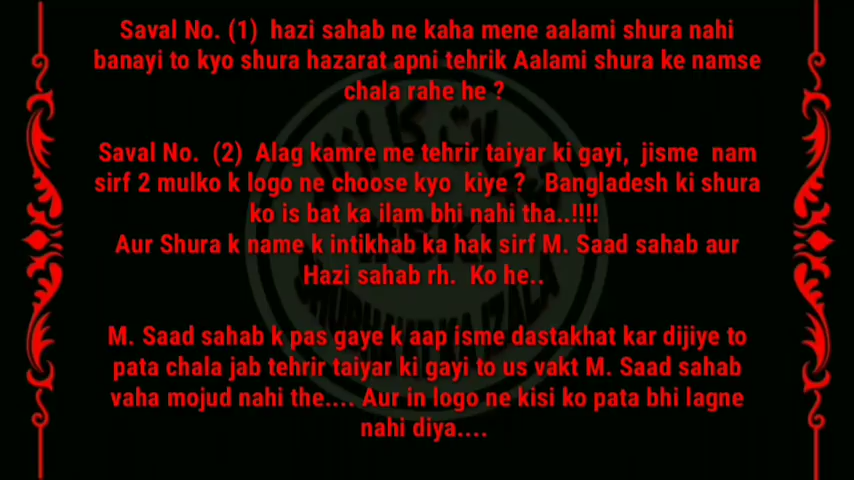 Saval No. (1) hazi sahab ne kaha mene aalami shura nahi
banayi to kyo shura hazarat apni tehrik Aalami shura ke namse
chala rahe he ?
Saval No. (2) Alag kamre me tehrir taiyar ki gayi, jisme nam
sirf 2 mulko k logo ne choose kyo kiye ? Bangladesh ki shura
ko is bat ka ilam bhi nahi tha..!!!!
Aur Shura k name k intikhab ka hak sirf M. Saad sahab aur
Hazi sahab rh. Ko he..
M. Saad sahab k pas gaye k aap isme dastakhat kar dijiye to
pata chala jab tehrir taiyar ki gayi to us vakt M. Saad sahab
vaha mojud nahi the.... Aur in logo ne kisi ko pata bhi lagne
nahi diya....